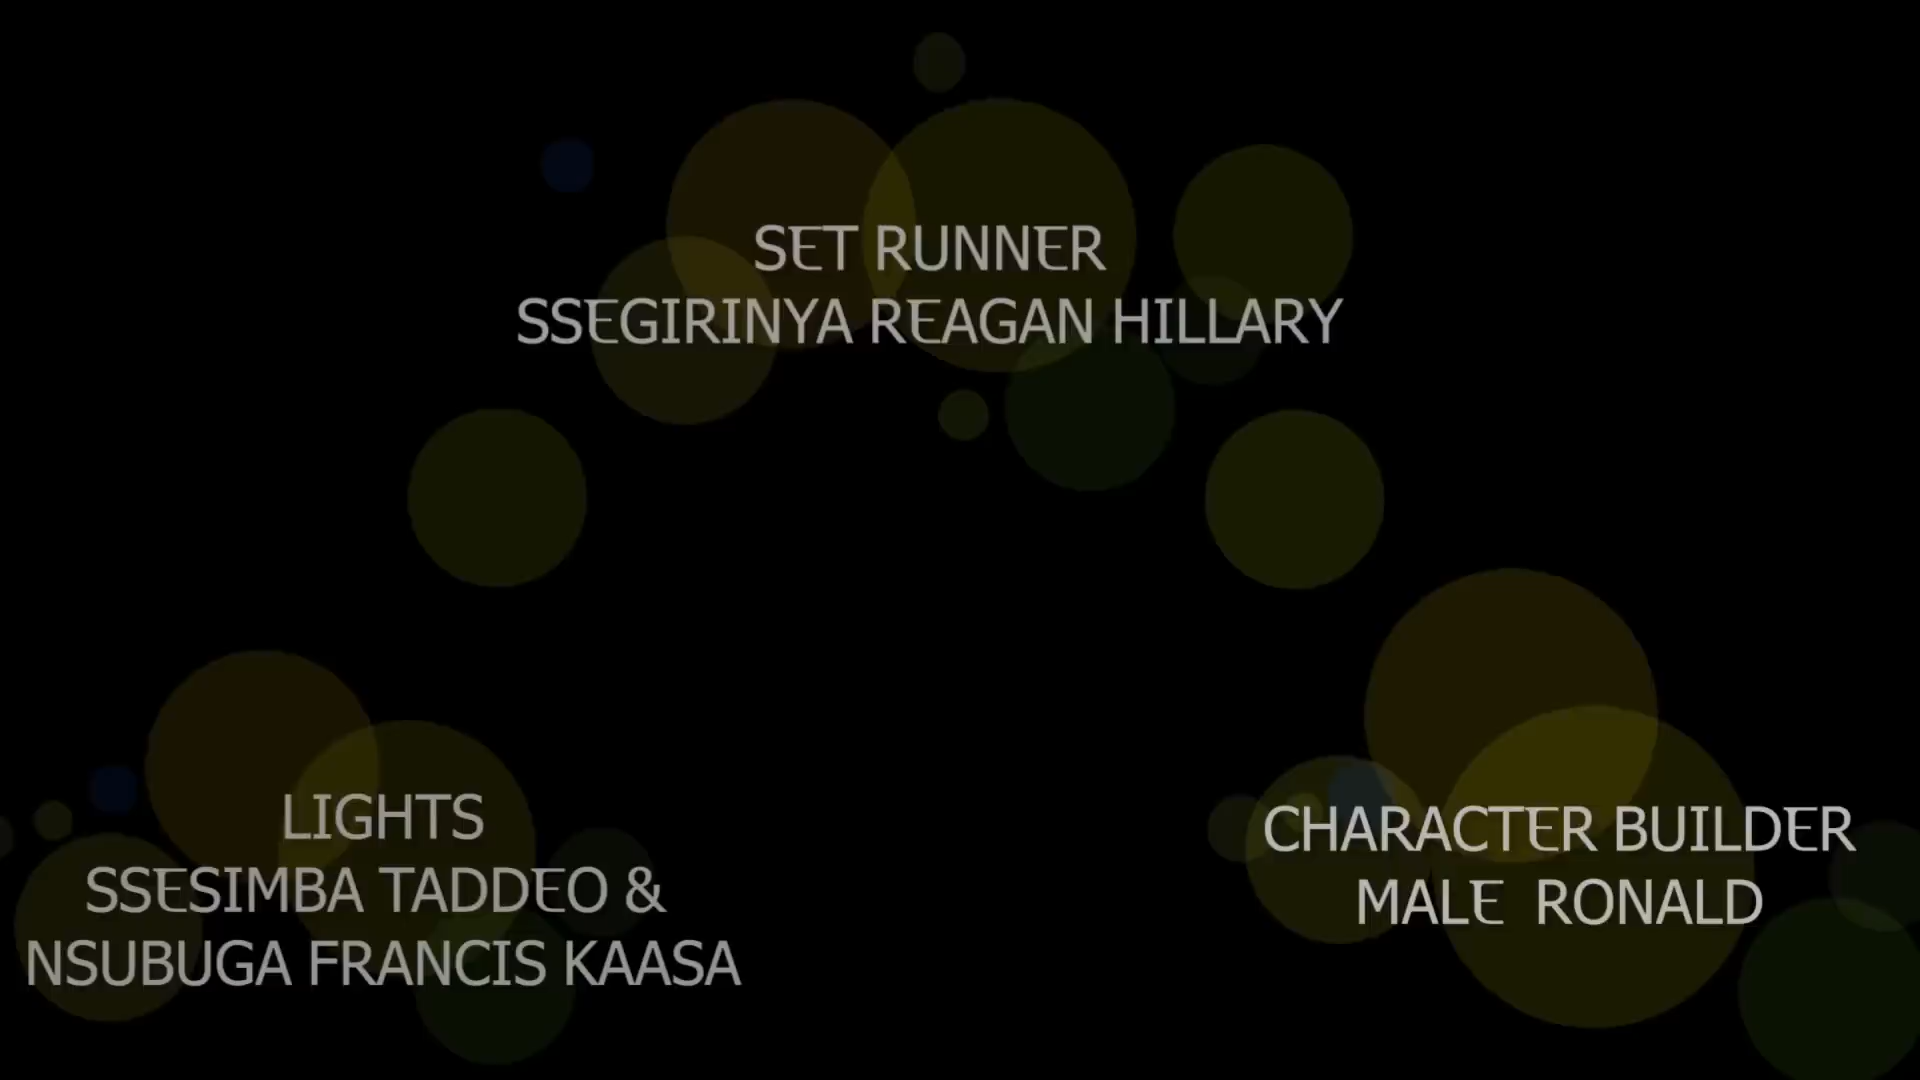 SET RUNNER
SSEGIRINYA REAGAN HILLARY
LIGHTS
SSESIMBA TADDEO &
NSUBUGA FRANCIS KAASA
CHARACTER BUILDER
MALE RONALD